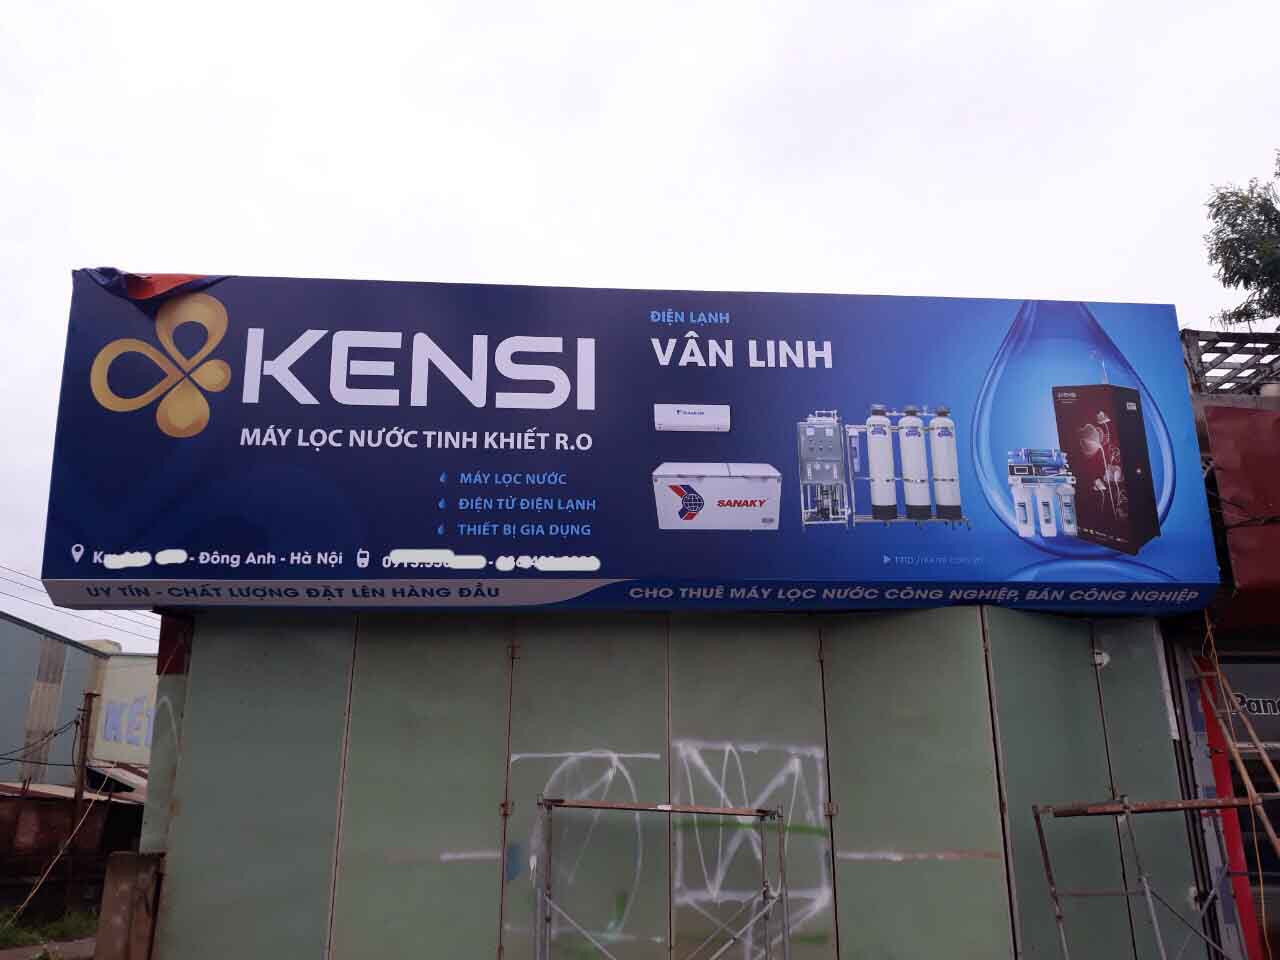 KENSI
MÁY LỌC NƯỚC TINH KHIẾT R.O
MÁY LỌC NƯỚC
ĐIỆN TỬ ĐIỆN LẠNH
THIẾT BỊ GIA DỤNG
- Đông Anh - Hà Nội
ĐIỆN LẠNH
VÂN LINH
SANAKY
UY TÍN - CHẤT LƯỢNG ĐẶT LÊN HÀNG ĐẦU
CHO THUÊ MÁY LỌC NƯỚC CÔNG NGHIỆP, BÁN CÔNG NGHIỆP